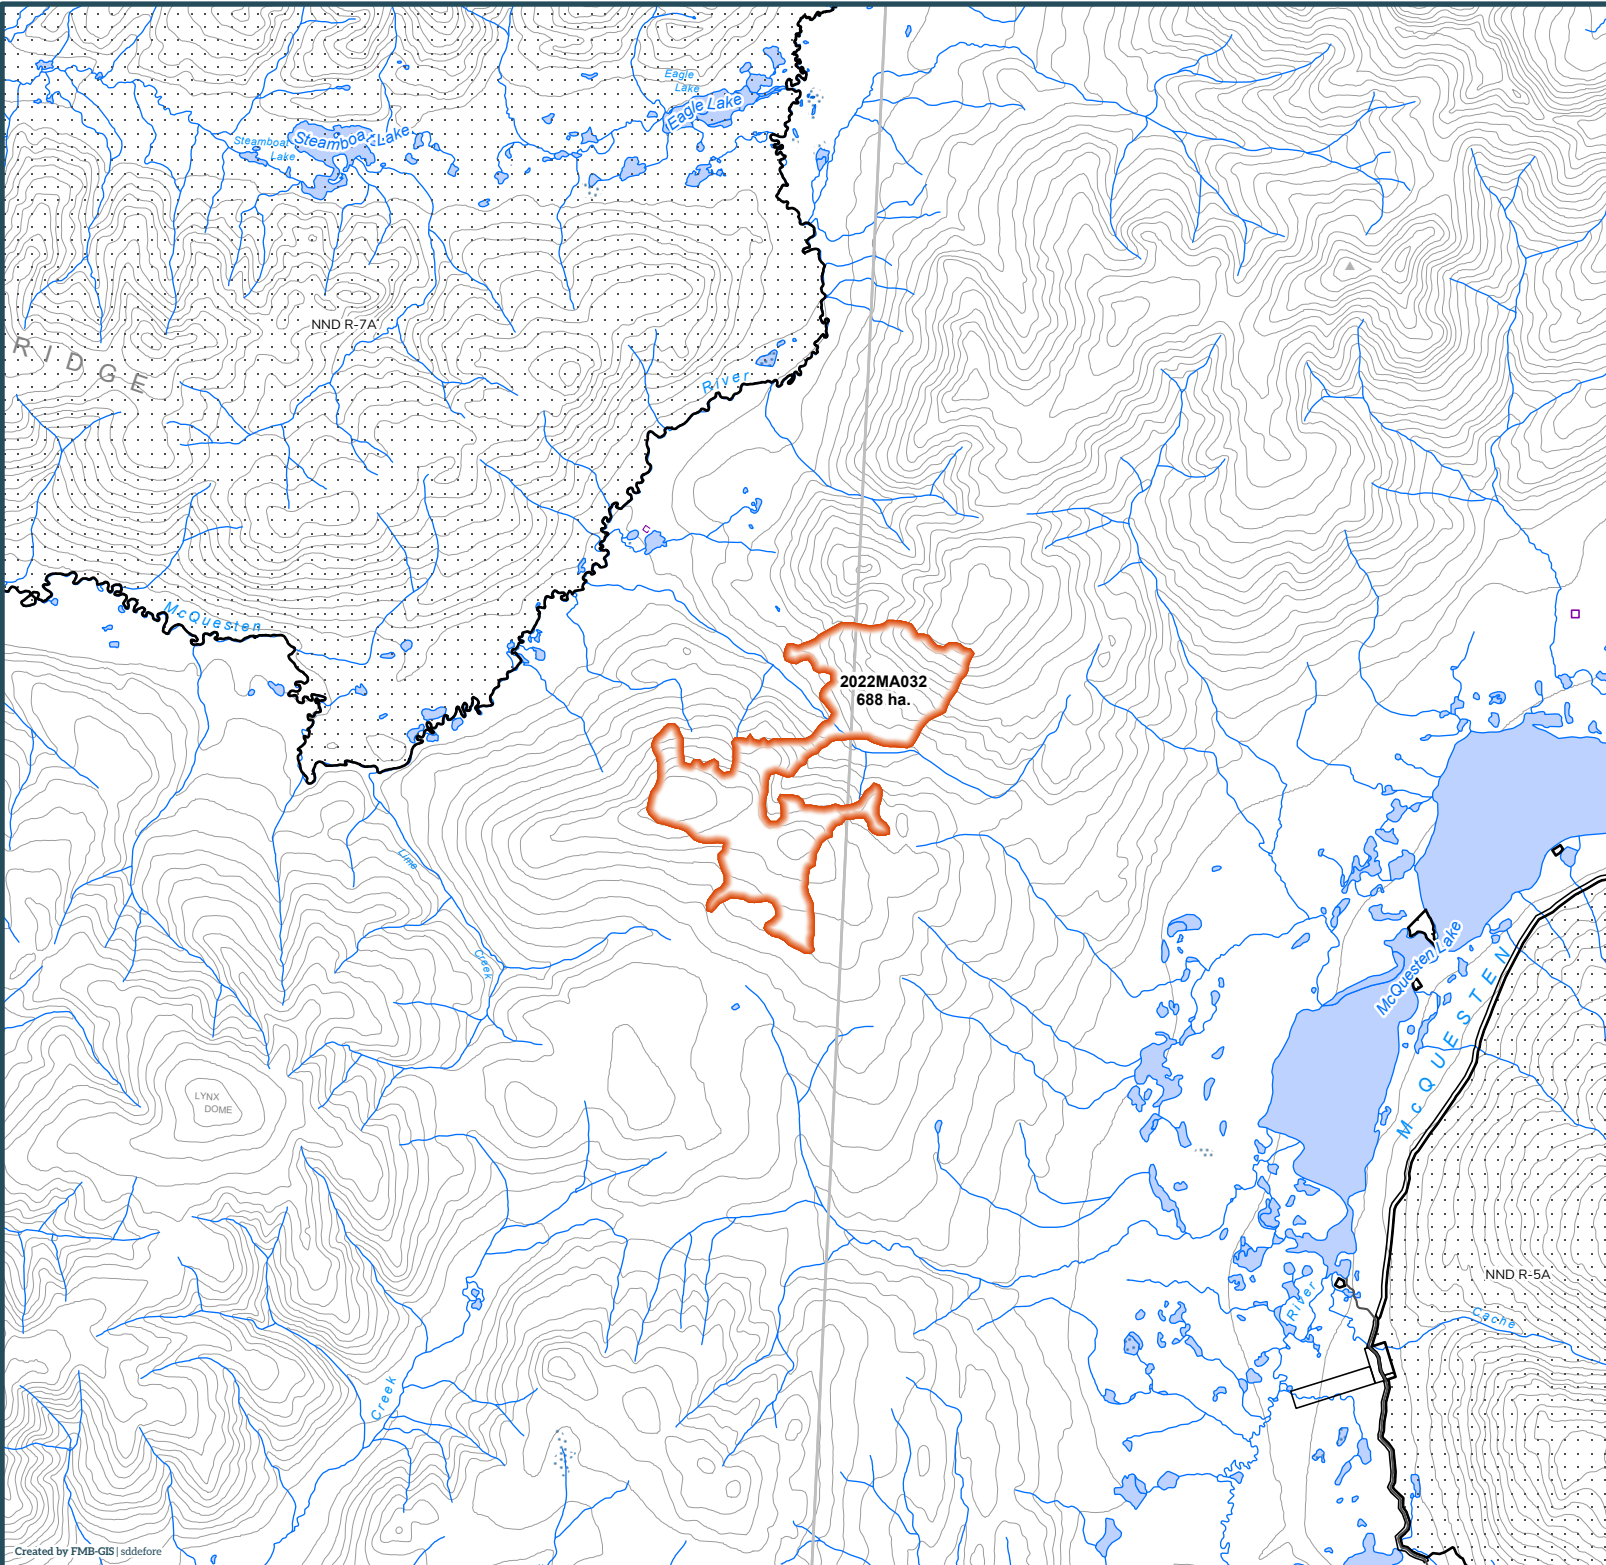 Eagle
Lake
Eagle Lake
Steamboat Lake
Steamboat
Lake
NND R-7A
RIDGE
River
McQuesten
2022MA032
688 ha.
Lime
Creek
McQuesten Lake
McQUESTEN
LYNX
DOME
NND R-5A
River
Cache
Creek
Created by FMB-GIS | sddefore